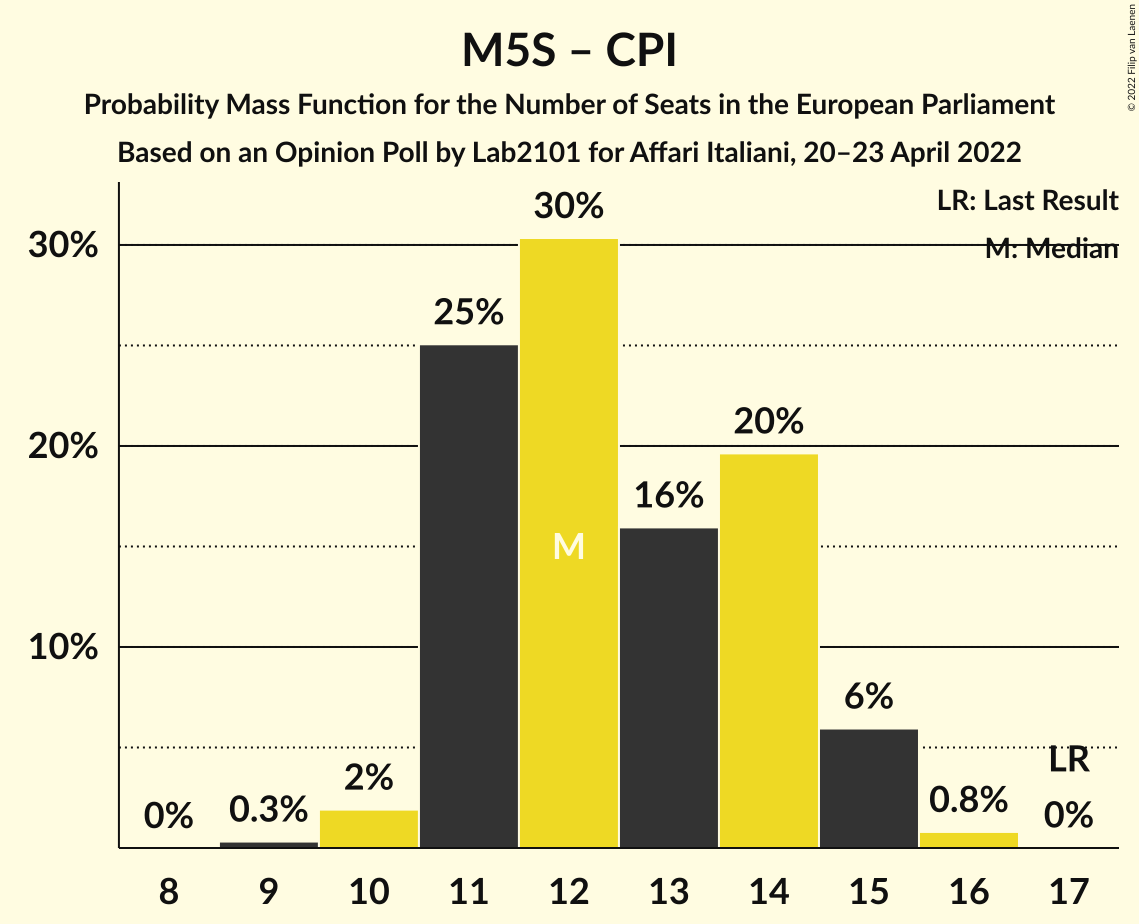 M5S – CPI
Probability Mass Function for the Number of Seats in the European Parliament
Based on an Opinion Poll by Lab2101 for Affari Italiani, 20–23 April 2022
© 2022 Filip van Laenen
LR: Last Result
M: Median
30%
20%
10%
0%
0.3%
2%
25%
30%
M
16%
20%
6%
0.8%
LR
0%
8 9 10 11 12 13 14 15 16 17